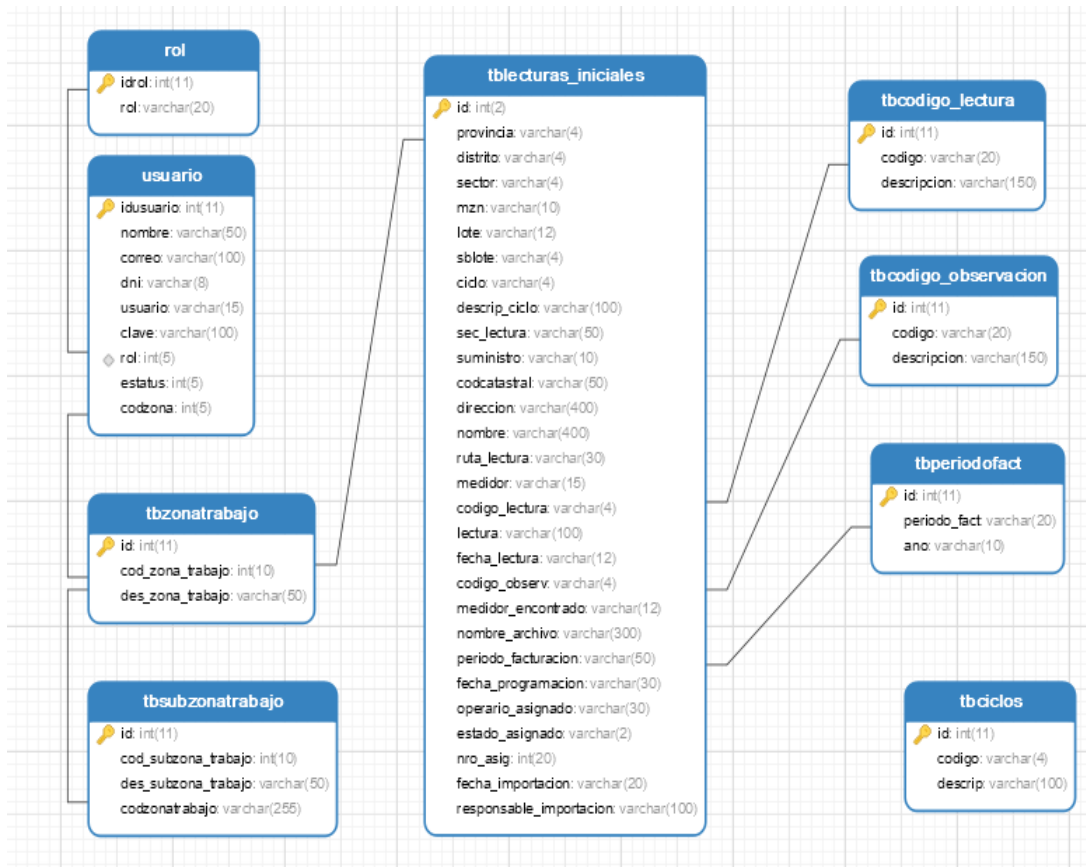 rol
idrol: int(11)
rol: varchar(20)
usuario
idusuario: int(11)
nombre: varchar(50)
correo: varchar(100)
dni: varchar(8)
usuario: varchar(15)
clave: varchar(100)
rol: int(5)
estatus: int(5)
codzona: int(5)
tbzonatrabajo
id: int(11)
cod_zona_trabajo: int(10)
des_zona_trabajo: varchar(50)
tbsubzonatrabajo
id: int(11)
cod_subzona_trabajo: int(10)
des_subzona_trabajo: varchar(50)
codzonatrabajo: varchar(255)
tblecturas_iniciales
id: int(2)
provincia: varchar(4)
distrito: varchar(4)
sector: varchar(4)
mzn: varchar(10)
lote: varchar(12)
sblote: varchar(4)
ciclo: varchar(4)
descrip_ciclo: varchar(100)
sec_lectura: varchar(50)
suministro: varchar(10)
codcatastral: varchar(50)
direccion: varchar(400)
nombre: varchar(400)
ruta_lectura: varchar(30)
medidor: varchar(15)
codigo_lectura: varchar(4)
lectura: varchar(100)
fecha_lectura: varchar(12)
codigo_observ: varchar(4)
medidor_encontrado: varchar(12)
nombre_archivo: varchar(300)
periodo_facturacion: varchar(50)
fecha_programacion: varchar(30)
operario_asignado: varchar(30)
estado_asignado: varchar(2)
nro_asig: int(20)
fecha_importacion: varchar(20)
responsable_importacion: varchar(100)
tbcodigo_lectura
id: int(11)
codigo: varchar(20)
descripcion: varchar(150)
tbcodigo_observacion
id: int(11)
codigo: varchar(20)
descripcion: varchar(150)
tbperiodofact
id: int(11)
periodo_fact: varchar(20)
ano: varchar(10)
tbciclos
id: int(11)
codigo: varchar(4)
descrip: varchar(100)